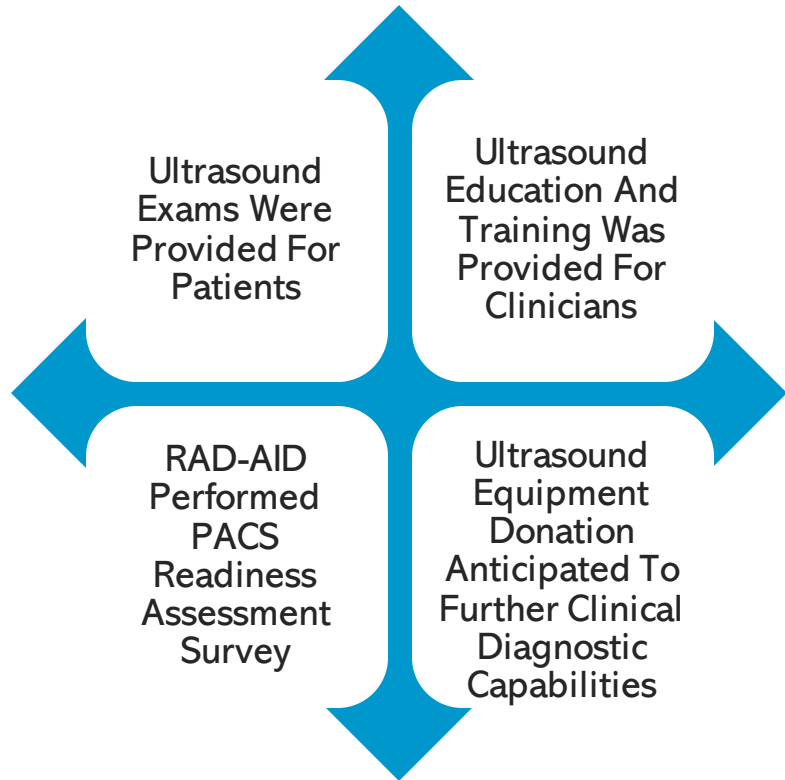 Ultrasound
Exams Were
Provided For
Patients
Ultrasound
Education And
Training Was
Provided For
Clinicians
RAD-AID
Performed
PACS
Readiness
Assessment
Survey
Ultrasound
Equipment
Donation
Anticipated To
Further Clinical
Diagnostic
Capabilities